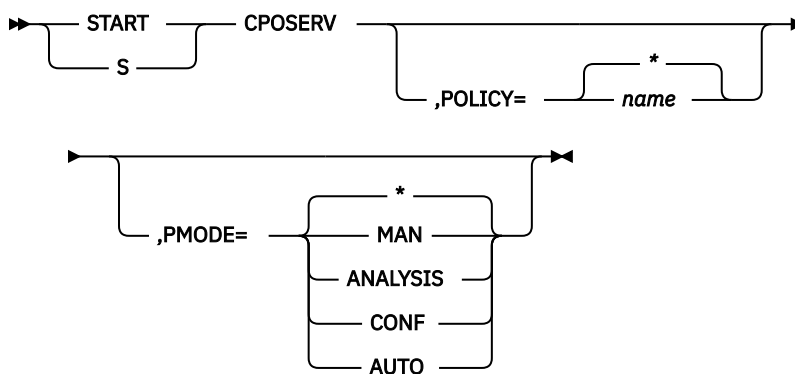 START CPOSERV
S
*
,POLICY= name
*
,PMODE= MAN
ANALYSIS
CONF
AUTO